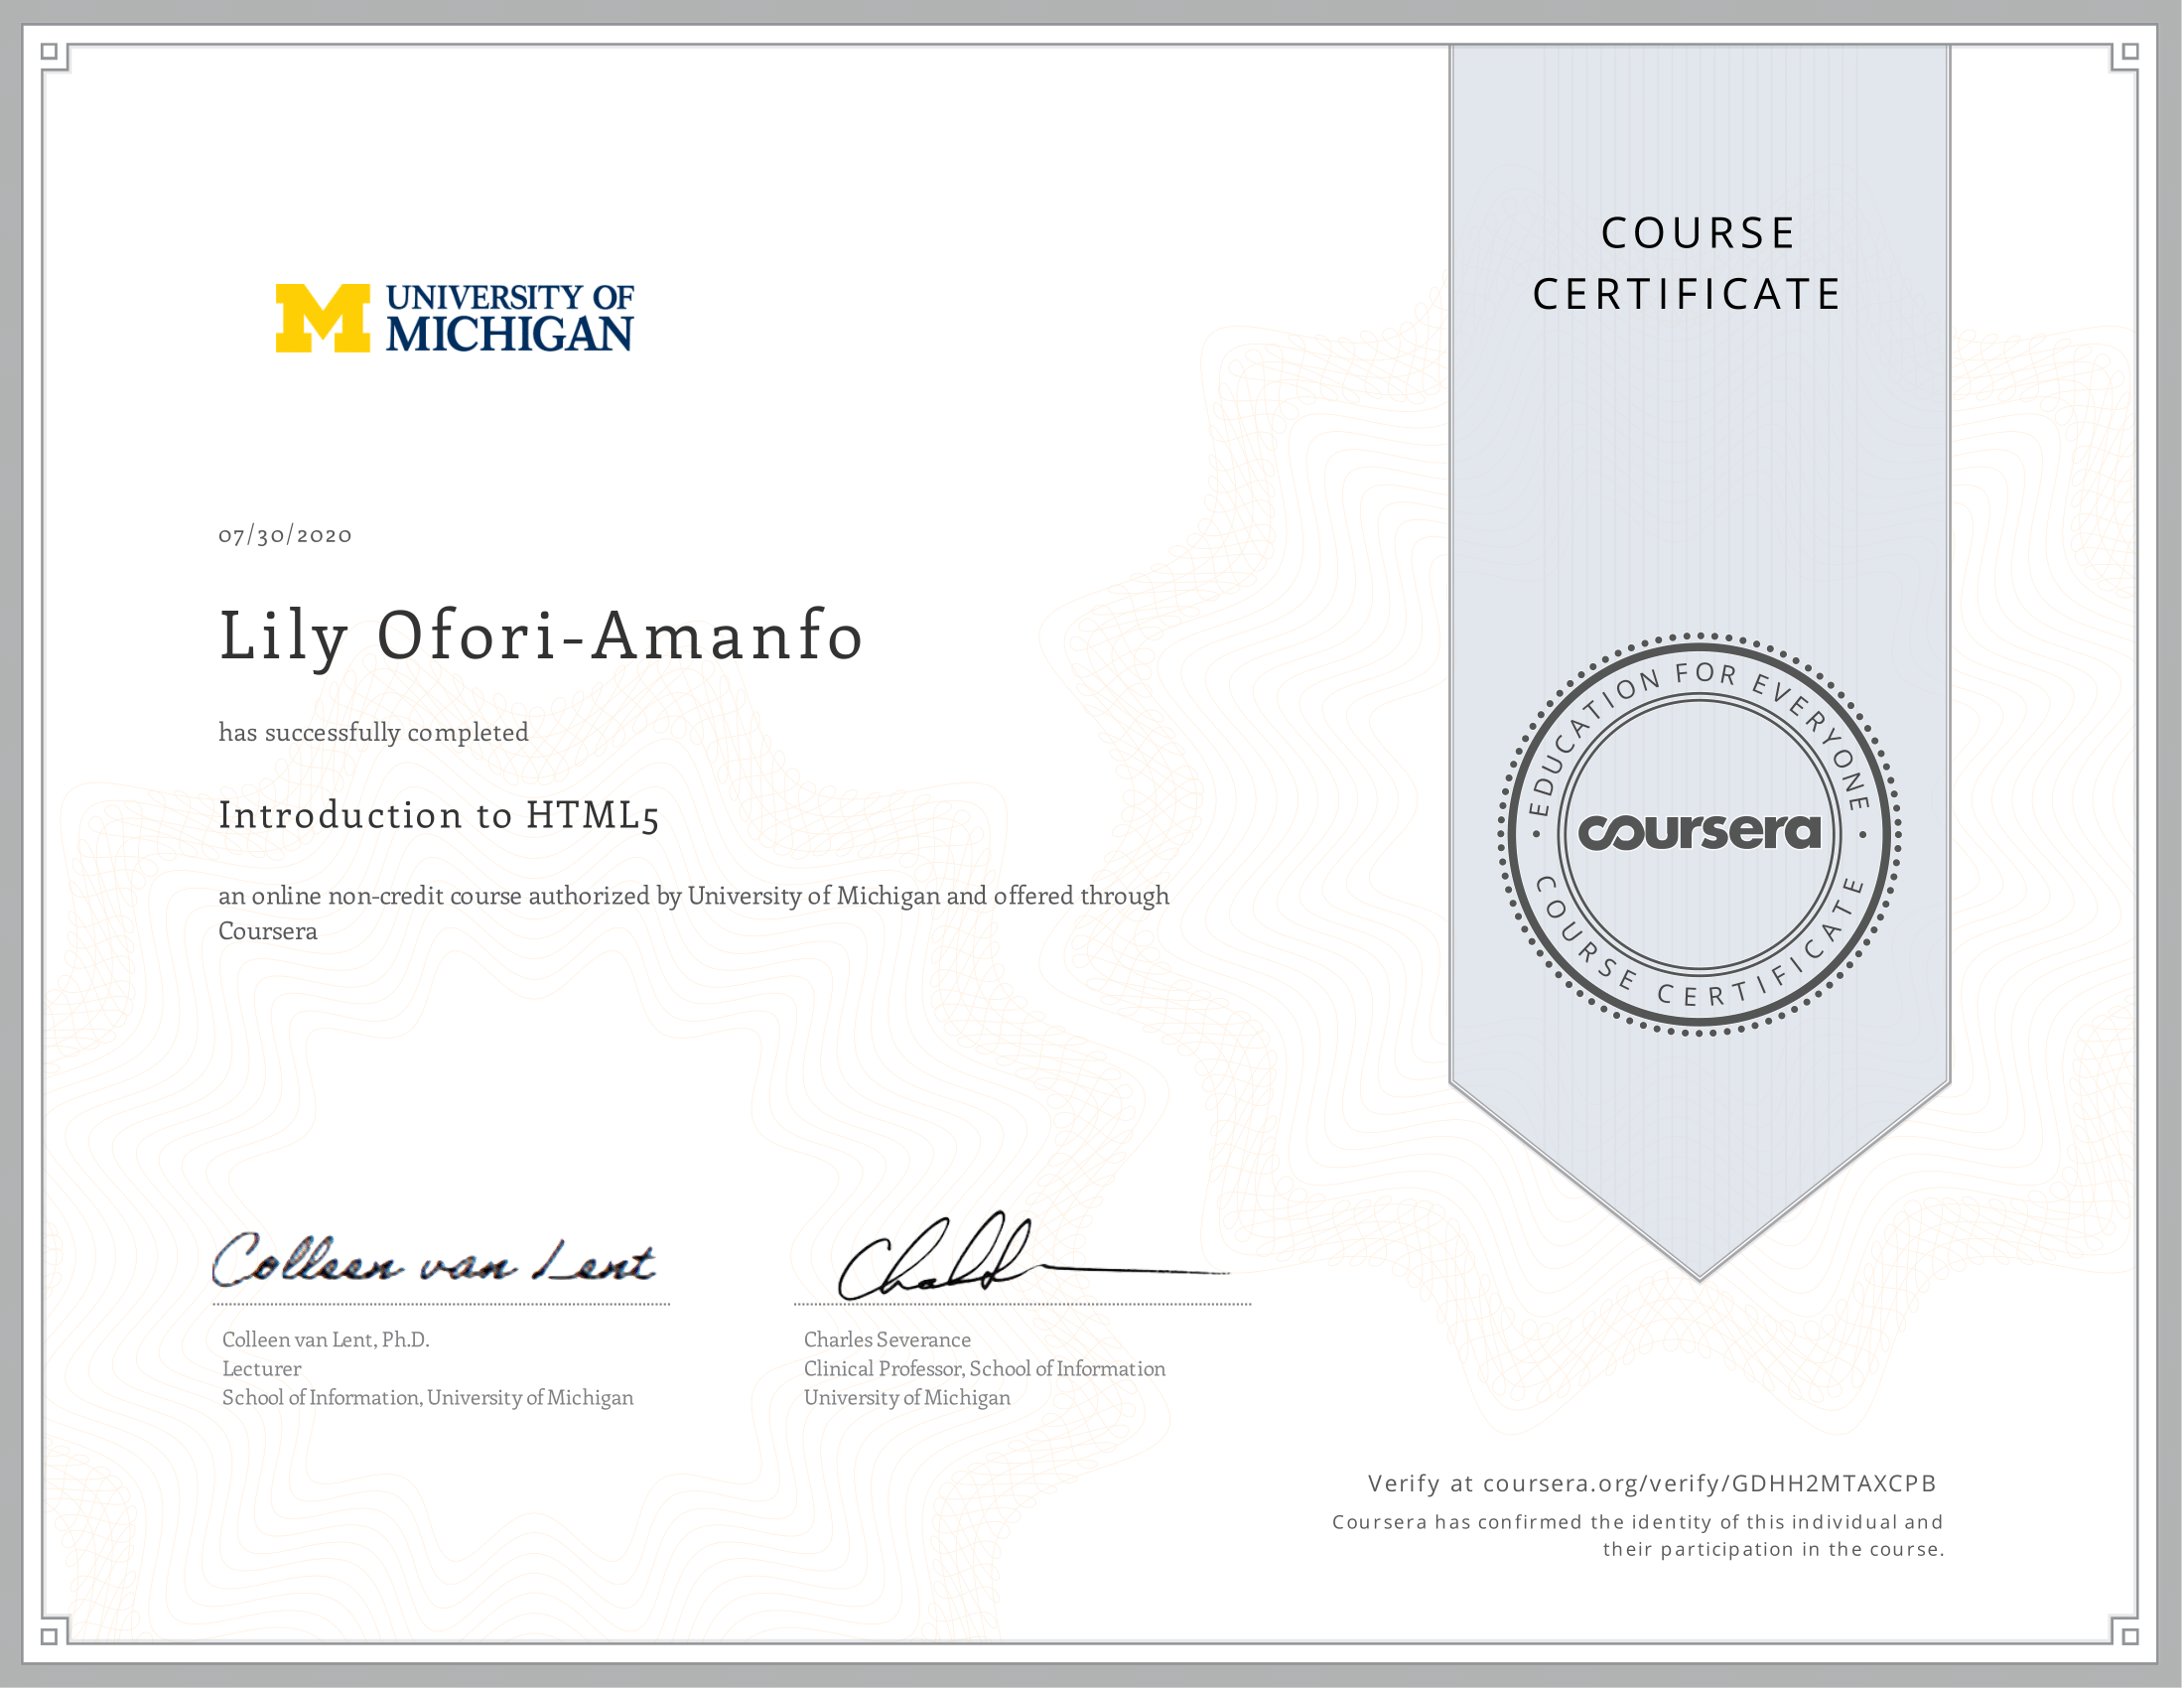 UNIVERSITY OF
MICHIGAN
COURSE
CERTIFICATE
07/30/2020
Lily Ofori-Amanfo
has successfully completed
Introduction to HTML5
an online non-credit course authorized by University of Michigan and offered through
Coursera
• EDUCATION FOR EVERYONE •
coursera
COURSE CERTIFICATE
Colleen van Lent
Colleen van Lent, Ph.D.
Lecturer
School of Information, University of Michigan
Charles Severance
Clinical Professor, School of Information
University of Michigan
Verify at coursera.org/verify/GDHH2MTAXCPB
Coursera has confirmed the identity of this individual and
their participation in the course.